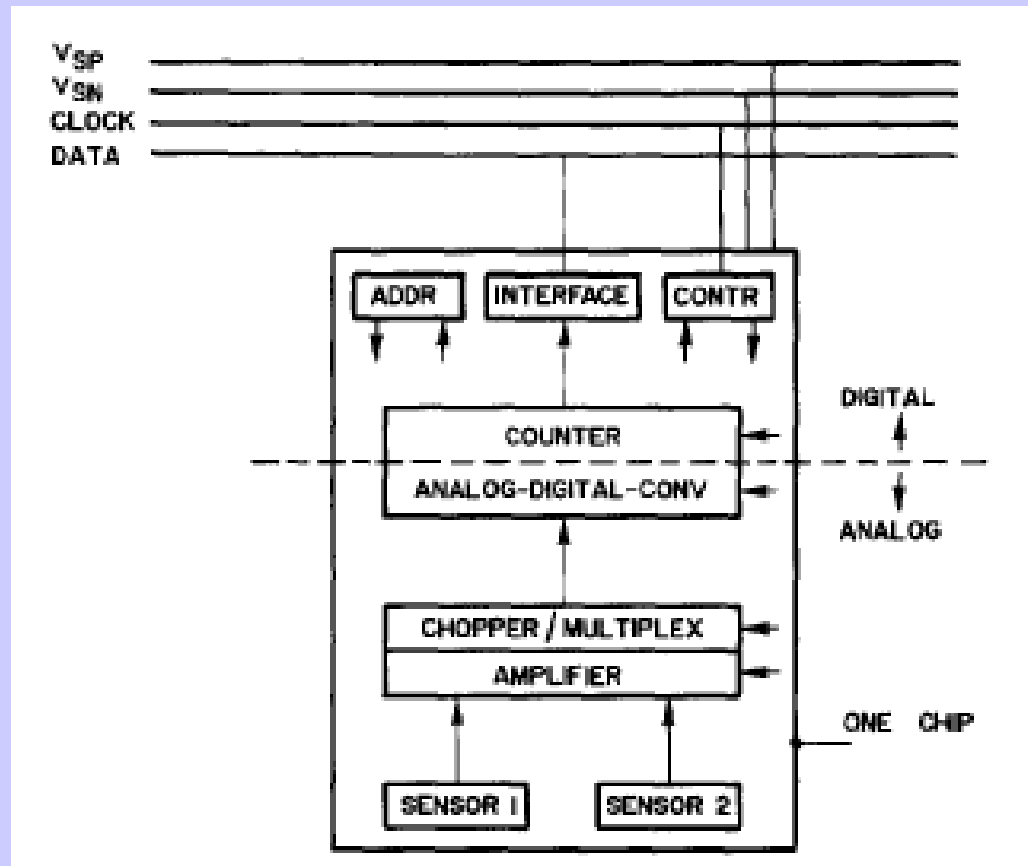 VSP
VSN
CLOCK
DATA
ADDR INTERFACE CONTR
DIGITAL
COUNTER
ANALOG-DIGITAL-CONV
ANALOG
CHOPPER / MULTIPLEX
AMPLIFIER
ONE CHIP
SENSOR 1 SENSOR 2